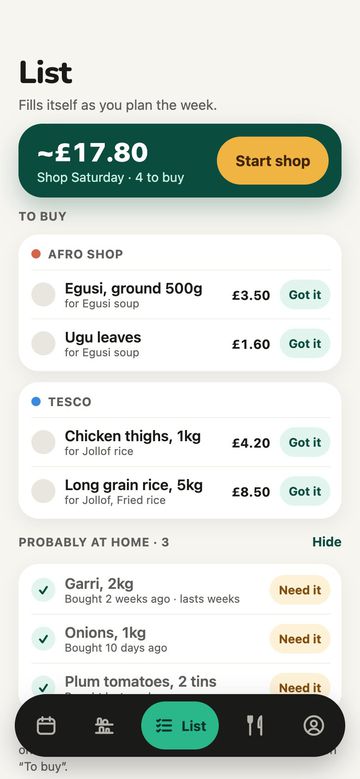 List
Fills itself as you plan the week.
~£17.80
Shop Saturday · 4 to buy
Start shop
TO BUY
AFRO SHOP
Egusi, ground 500g
for Egusi soup
£3.50
Got it
Ugu leaves
for Egusi soup
£1.60
Got it
TESCO
Chicken thighs, 1kg
for Jollof rice
£4.20
Got it
Long grain rice, 5kg
for Jollof, Fried rice
£8.50
Got it
PROBABLY AT HOME · 3
Hide
Garri, 2kg
Bought 2 weeks ago · lasts weeks
Need it
Onions, 1kg
Bought 10 days ago
Need it
Plum tomatoes, 2 tins
Need it
List
"To buy".